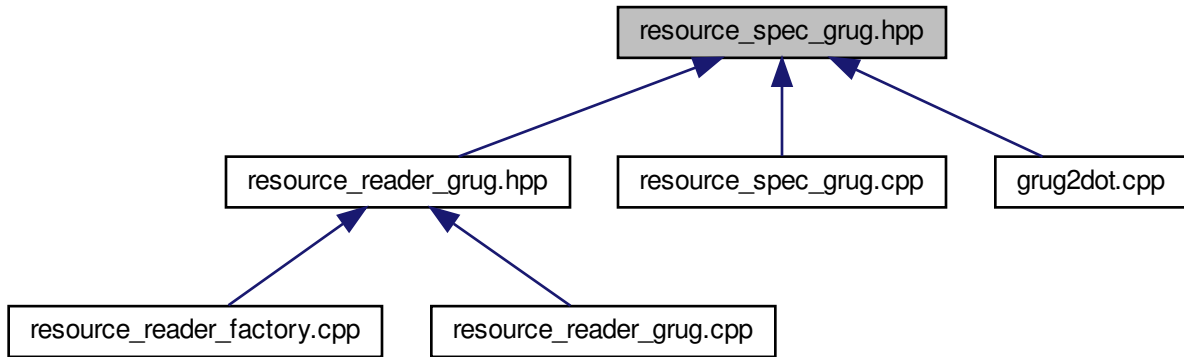 resource_spec_grug.hpp
resource_reader_grug.hpp
resource_spec_grug.cpp
grug2dot.cpp
resource_reader_factory.cpp
resource_reader_grug.cpp